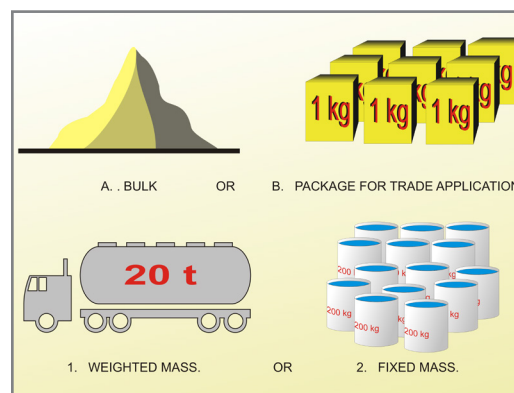 1 kg 1 kg 1 kg
A. . BULK OR B. PACKAGE FOR TRADE APPLICATION
20 t
200 kg
200 kg 200 kg
200 kg
1. WEIGHTED MASS. OR 2. FIXED MASS.